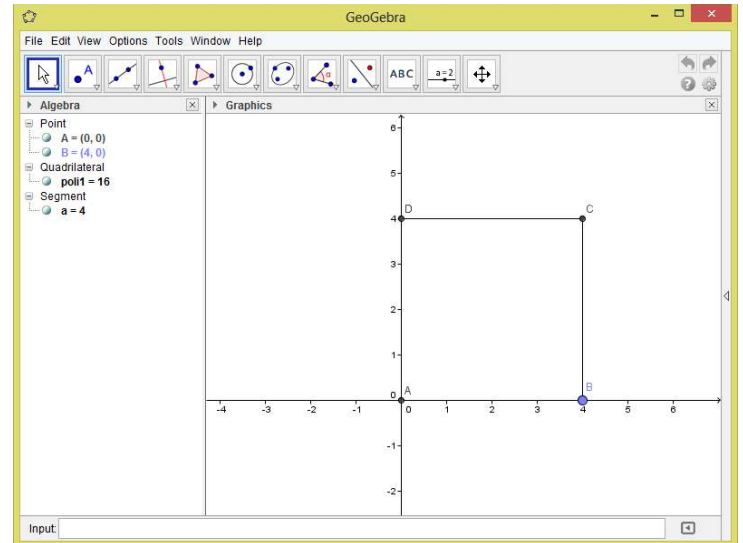 GeoGebra
File Edit View Options Tools Window Help
A
α
ABC
a=2
Algebra
Graphics
Point
A = (0, 0)
B = (4, 0)
Quadrilateral
poli1 = 16
Segment
a = 4
6
5
D
C
4
3
2
1
0
A
B
-4 -3 -2 -1 0 1 2 3 4 5 6
-1
-2
Input: